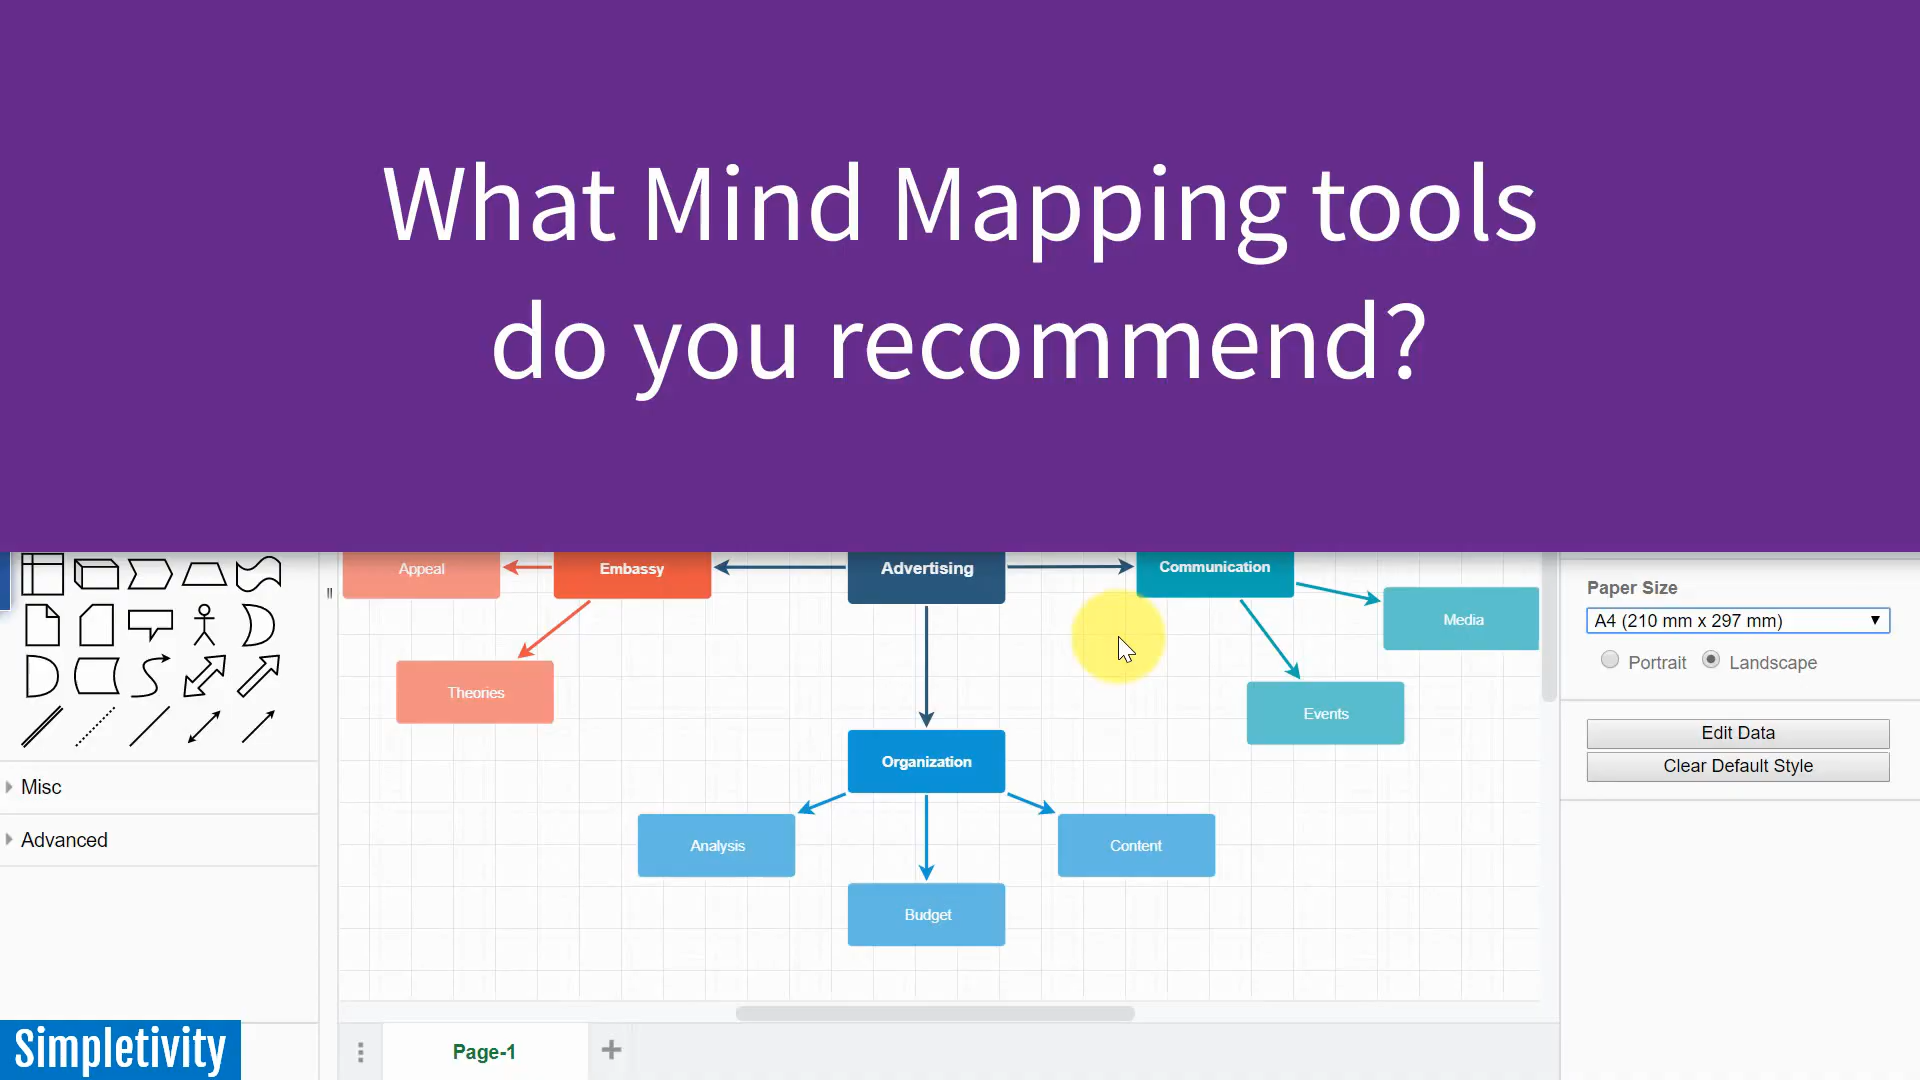 What Mind Mapping tools
do you recommend?
Appeal
Embassy
Advertising
Communication
Media
Theories
Events
Organization
Analysis
Content
Budget
Misc
Advanced
Paper Size
A4 (210 mm x 297 mm)
Portrait
Landscape
Edit Data
Clear Default Style
Page-1
Simpletivity